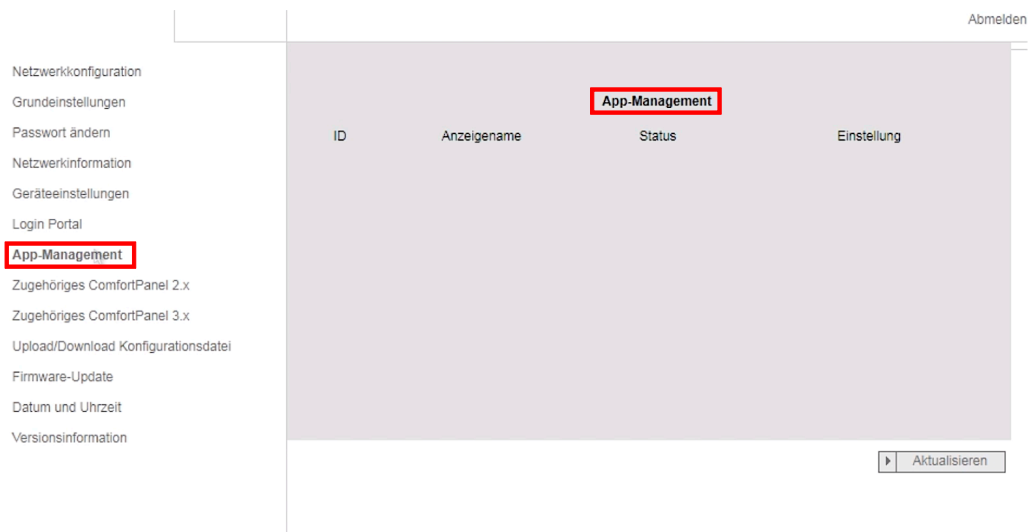 Abmelden
Netzwerkkonfiguration
Grundeinstellungen
Passwort ändern
Netzwerkinformation
Geräteeinstellungen
Login Portal
App-Management
Zugehöriges ComfortPanel 2.x
Zugehöriges ComfortPanel 3.x
Upload/Download Konfigurationsdatei
Firmware-Update
Datum und Uhrzeit
Versionsinformation
App-Management
ID Anzeigename Status Einstellung
Aktualisieren